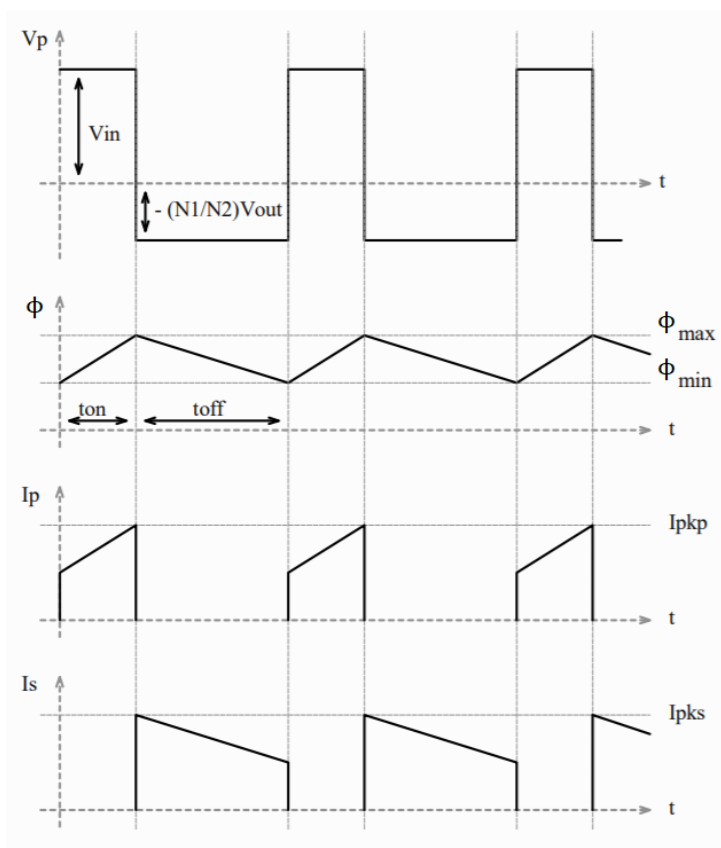 Vp
Vin
t
- (N1/N2)Vout
ϕ
ϕmax
ϕmin
ton
toff
t
Ip
Ipkp
t
Is
Ipks
t